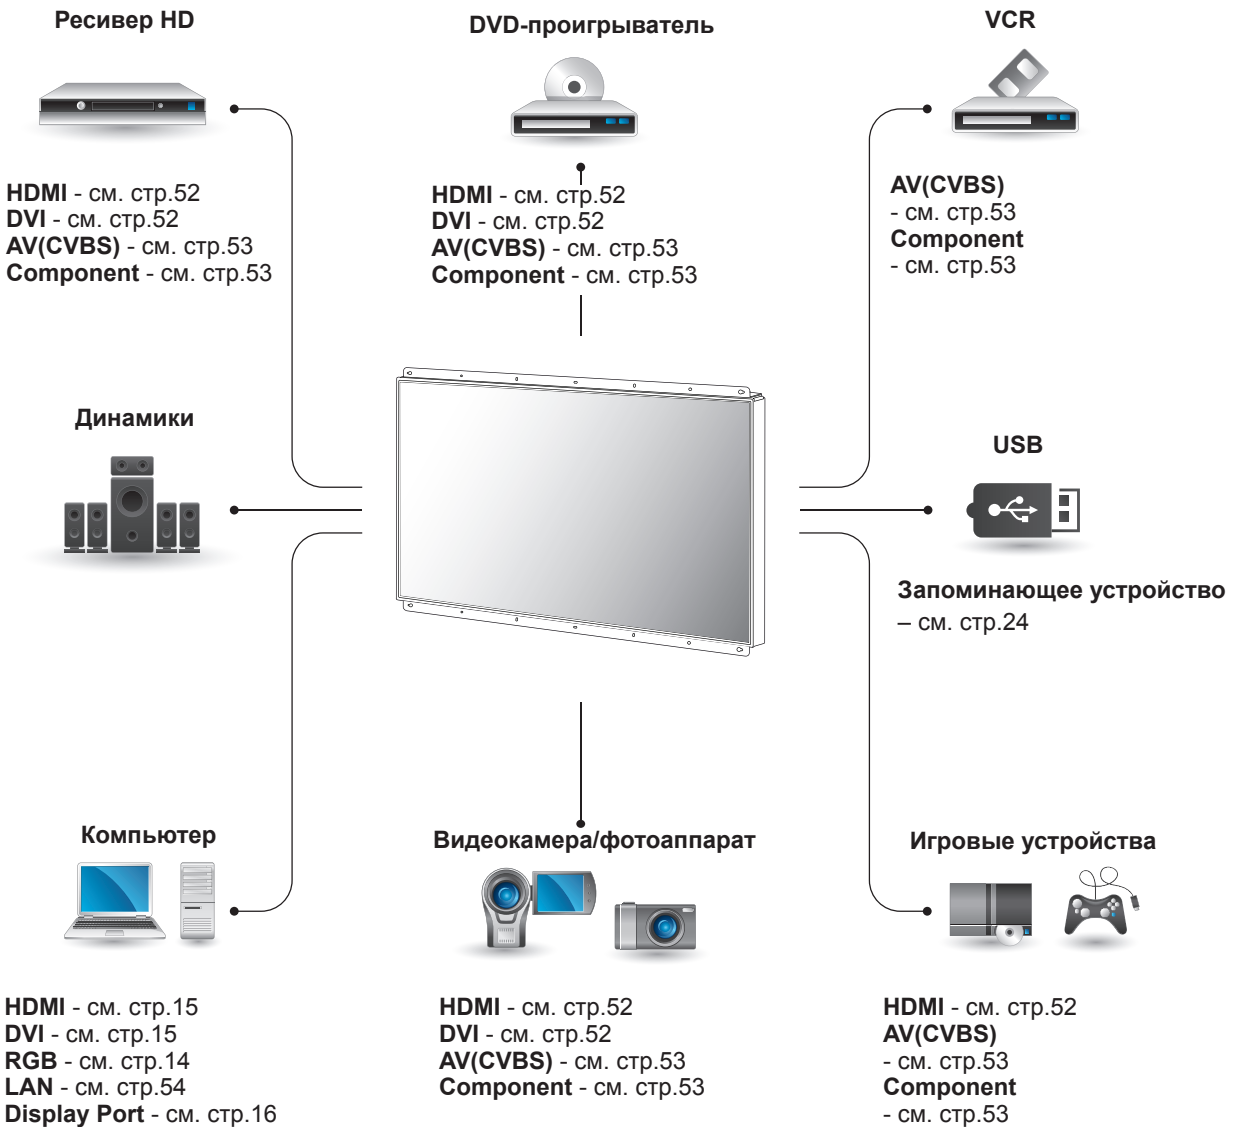 Ресивер HD
HDMI - см. стр.52
DVI - см. стр.52
AV(CVBS) - см. стр.53
Component - см. стр.53
DVD-проигрыватель
HDMI - см. стр.52
DVI - см. стр.52
AV(CVBS) - см. стр.53
Component - см. стр.53
VCR
AV(CVBS)
- см. стр.53
Component
- см. стр.53
Динамики
USB
Запоминающее устройство
– см. стр.24
Компьютер
HDMI - см. стр.15
DVI - см. стр.15
RGB - см. стр.14
LAN - см. стр.54
Display Port - см. стр.16
Видеокамера/фотоаппарат
HDMI - см. стр.52
DVI - см. стр.52
AV(CVBS) - см. стр.53
Component - см. стр.53
Игровые устройства
HDMI - см. стр.52
AV(CVBS)
- см. стр.53
Component
- см. стр.53